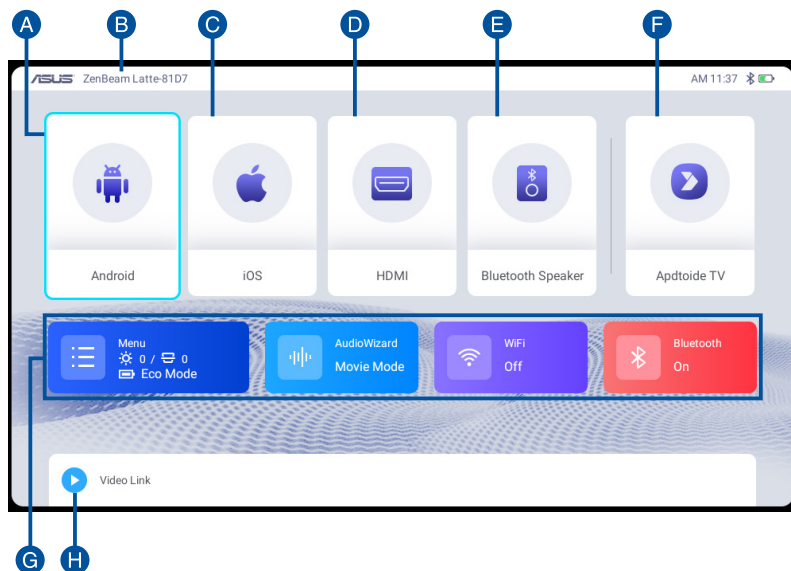 A B C D E F
ASUS ZenBeam Latte-81D7 AM 11:37
Android iOS HDMI Bluetooth Speaker Apdtoide TV
Menu
0 / 0
Eco Mode
AudioWizard
Movie Mode
WiFi
Off
Bluetooth
On
Video Link
G H